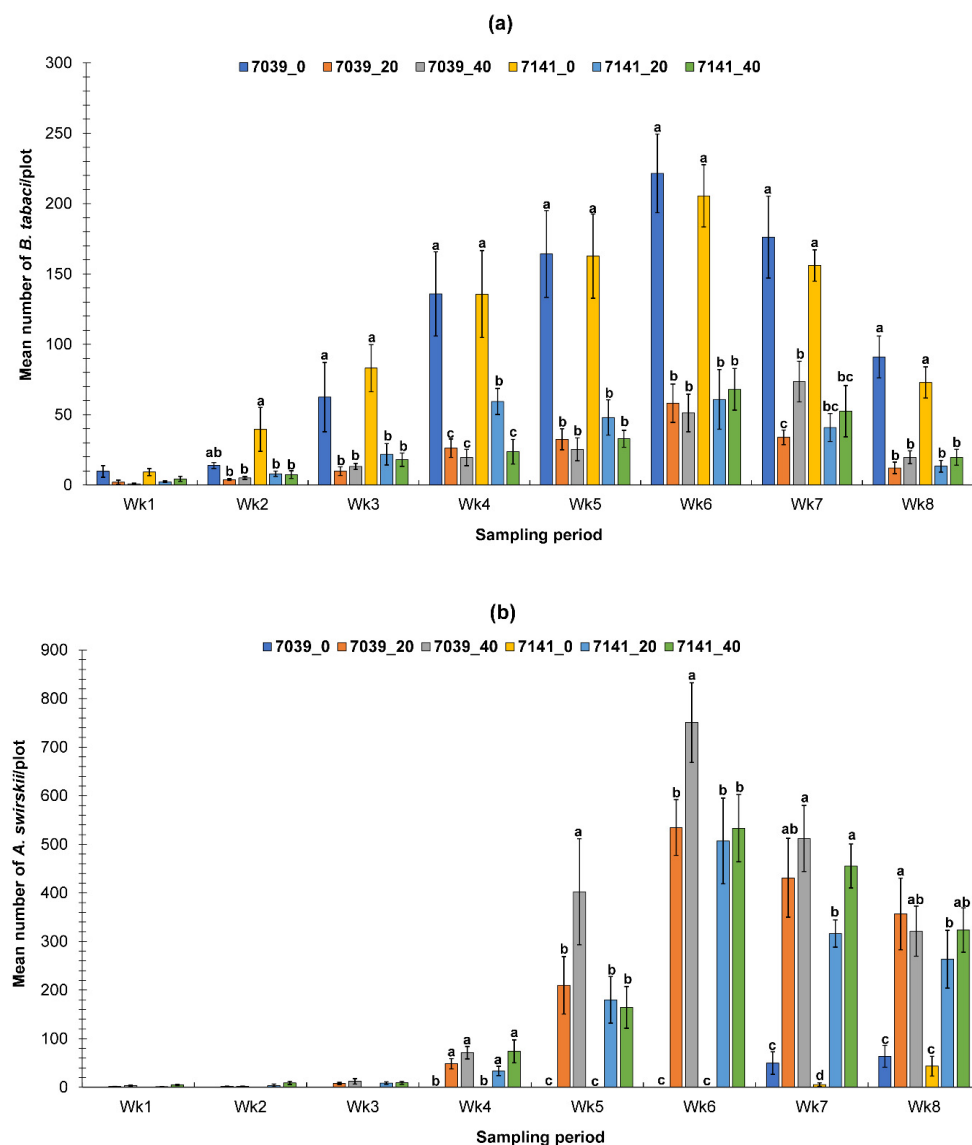 (a)
7039_0 7039_20 7039_40 7141_0 7141_20 7141_40
Mean number of B. tabaci/plot
300
250
200
150
100
50
0
ab b b a b b
a b b a b b
a c c a b c
a b b a b b
a b b a b b
a c b a bc bc
a b b a b b
Wk1 Wk2 Wk3 Wk4 Wk5 Wk6 Wk7 Wk8
Sampling period
(b)
7039_0 7039_20 7039_40 7141_0 7141_20 7141_40
Mean number of A. swirskii/plot
900
800
700
600
500
400
300
200
100
0
b a a b a a
c b a c b b
c b a c b b
c ab a d b a
c a ab c b ab
Wk1 Wk2 Wk3 Wk4 Wk5 Wk6 Wk7 Wk8
Sampling period